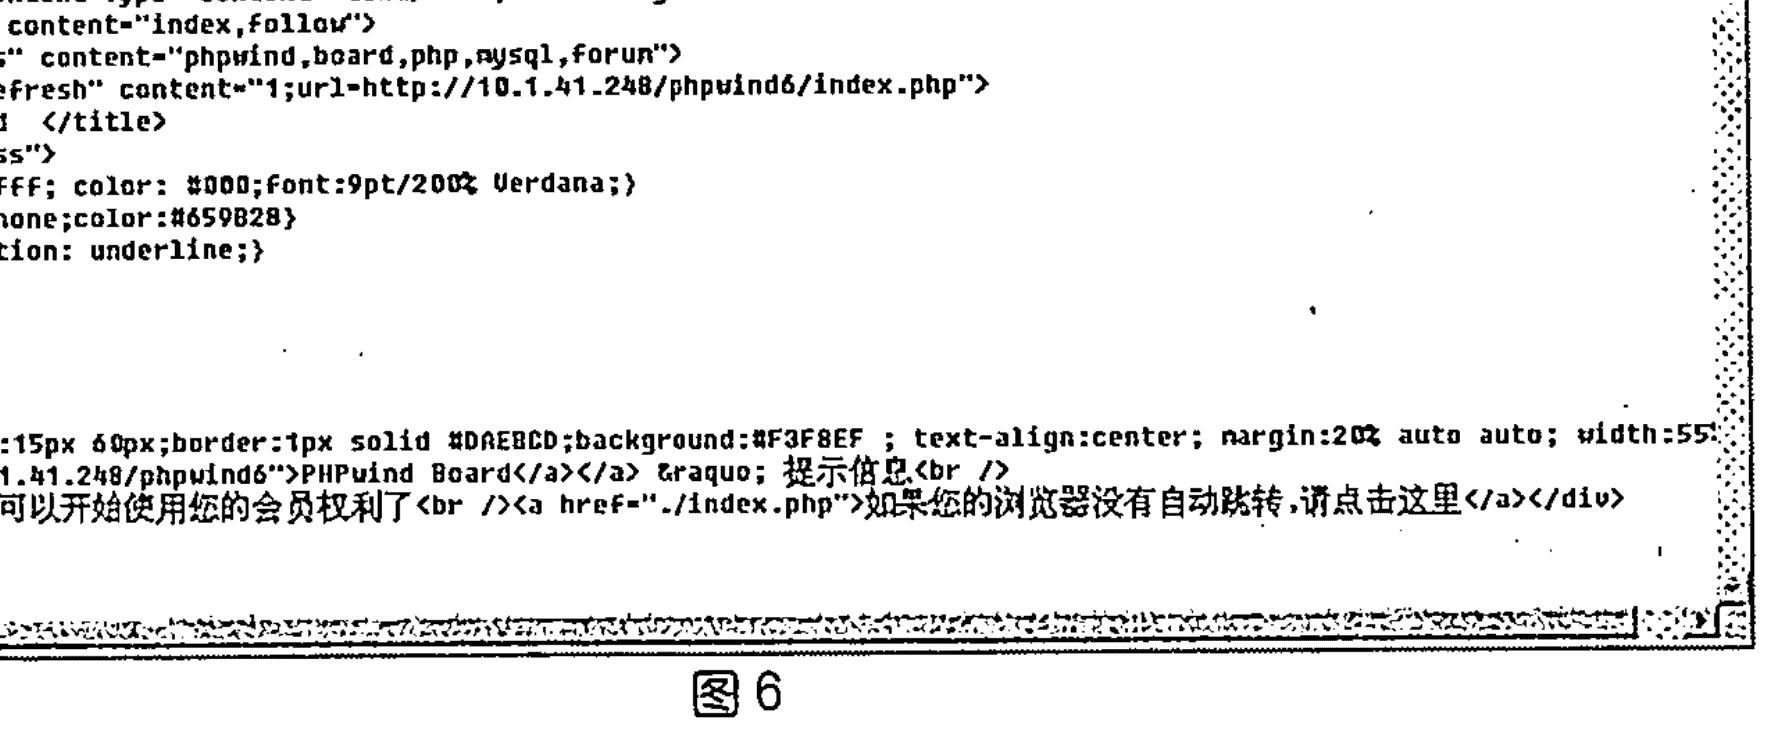 content="index,follow">
" content="phpwind,board,php,mysql,forum">
efresh" content="1;url=http://10.1.41.248/phpwind6/index.php">
d  </title>
ss">
fff; color: #000;font:9pt/200% Verdana;}
none;color:#659B28}
tion: underline;}
:15px 60px;border:1px solid #DAEBCD;background:#F3F8EF ; text-align:center; margin:20% auto auto; width:55%
1.41.248/phpwind6">PHPwind Board</a></a> &raquo; 提示信息<br />
可以开始使用您的会员权利了<br /><a href="./index.php">如果您的浏览器没有自动跳转,请点击这里</a></div>
图 6